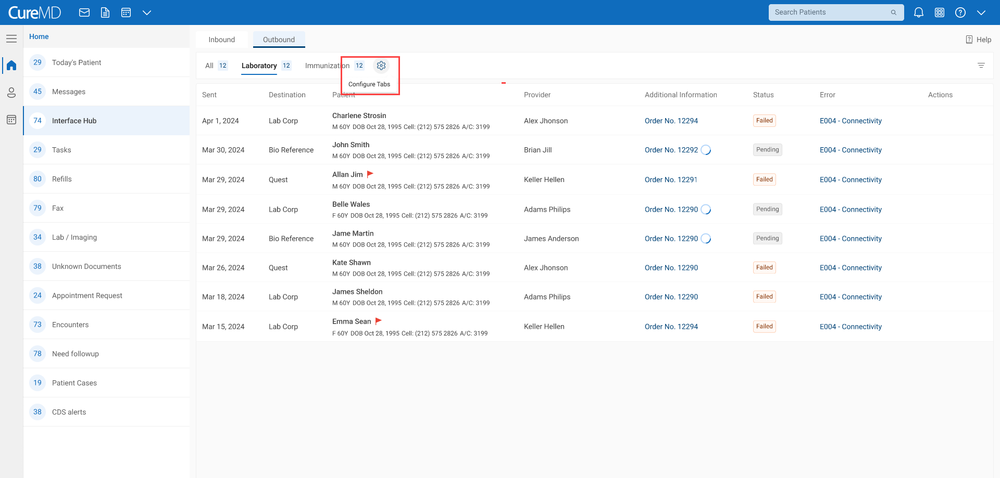 CureMD
Search Patients
Home
Inbound
Outbound
Help
29 Today's Patient
45 Messages
74 Interface Hub
29 Tasks
80 Refills
79 Fax
34 Lab / Imaging
38 Unknown Documents
24 Appointment Request
73 Encounters
78 Need followup
19 Patient Cases
38 CDS alerts
All 12 Laboratory 12 Immunization 12
Configure Tabs
Sent Destination Patient Provider Additional Information Status Error Actions
Charlene Strosin
Apr 1, 2024 Lab Corp Alex Jhonson Order No. 12294 Failed E004 - Connectivity
M 60Y DOB Oct 28, 1995 Cell: (212) 575 2826 A/C: 3199
John Smith
Mar 30, 2024 Bio Reference Brian Jill Order No. 12292 Pending E004 - Connectivity
M 60Y DOB Oct 28, 1995 Cell: (212) 575 2826 A/C: 3199
Allan Jim
Mar 29, 2024 Quest Keller Hellen Order No. 12291 Failed E004 - Connectivity
M 60Y DOB Oct 28, 1995 Cell: (212) 575 2826 A/C: 3199
Belle Wales
Mar 29, 2024 Lab Corp Adams Philips Order No. 12290 Pending E004 - Connectivity
F 60Y DOB Oct 28, 1995 Cell: (212) 575 2826 A/C: 3199
Jame Martin
Mar 29, 2024 Bio Reference James Anderson Order No. 12290 Pending E004 - Connectivity
M 60Y DOB Oct 28, 1995 Cell: (212) 575 2826 A/C: 3199
Kate Shawn
Mar 26, 2024 Quest Alex Jhonson Order No. 12290 Failed E004 - Connectivity
M 60Y DOB Oct 28, 1995 Cell: (212) 575 2826 A/C: 3199
James Sheldon
Mar 18, 2024 Lab Corp Adams Philips Order No. 12290 Failed E004 - Connectivity
M 60Y DOB Oct 28, 1995 Cell: (212) 575 2826 A/C: 3199
Emma Sean
Mar 15, 2024 Lab Corp Keller Hellen Order No. 12294 Failed E004 - Connectivity
F 60Y DOB Oct 28, 1995 Cell: (212) 575 2826 A/C: 3199